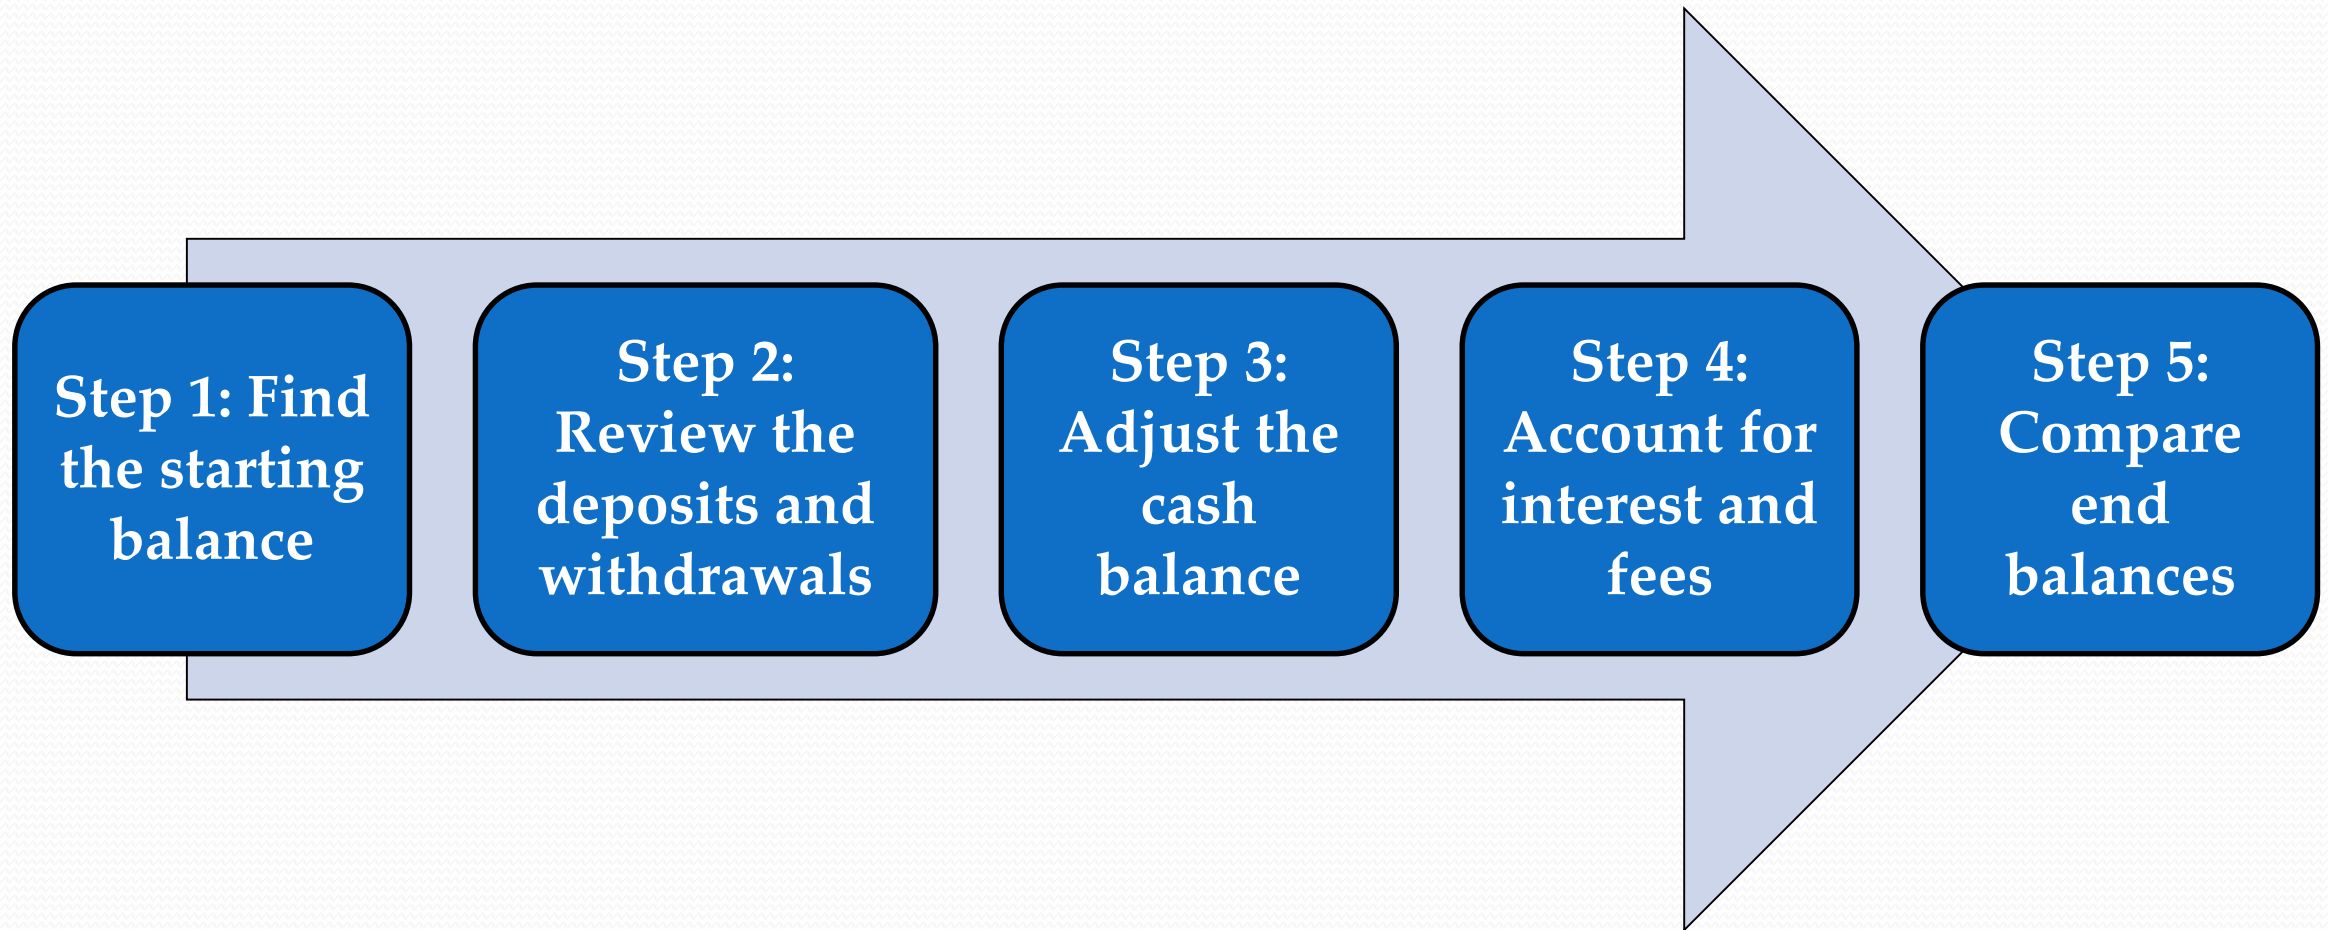 Step 1: Find
the starting
balance
Step 2:
Review the
deposits and
withdrawals
Step 3:
Adjust the
cash
balance
Step 4:
Account for
interest and
fees
Step 5:
Compare
end
balances